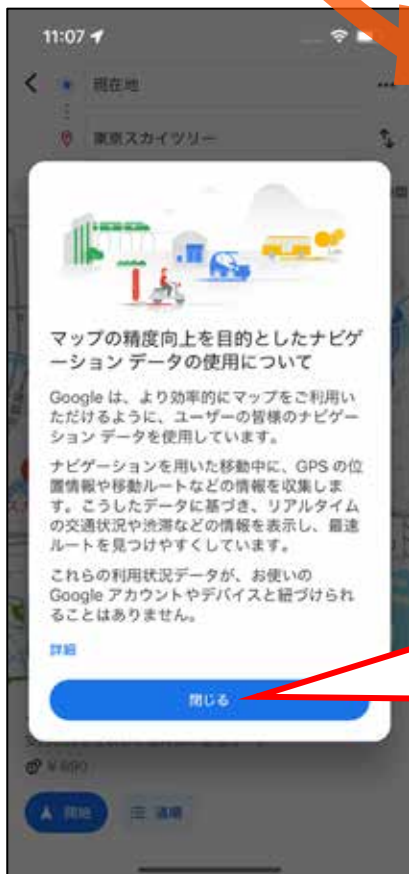 11:07
現在地
東京スカイツリー
マップの精度向上を目的としたナビゲ
ーション データの使用について
Google は、より効率的にマップをご利用い
ただけるように、ユーザーの皆様のナビゲー
ション データを使用しています。
ナビゲーションを用いた移動中に、GPS の位
置情報や移動ルートなどの情報を収集しま
す。こうしたデータに基づき、リアルタイム
の交通状況や渋滞などの情報を表示し、最速
ルートを見つけやすくしています。
これらの利用状況データが、お使いの
Google アカウントやデバイスと紐づけられ
ることはありません。
詳細
閉じる
¥ 690
開始